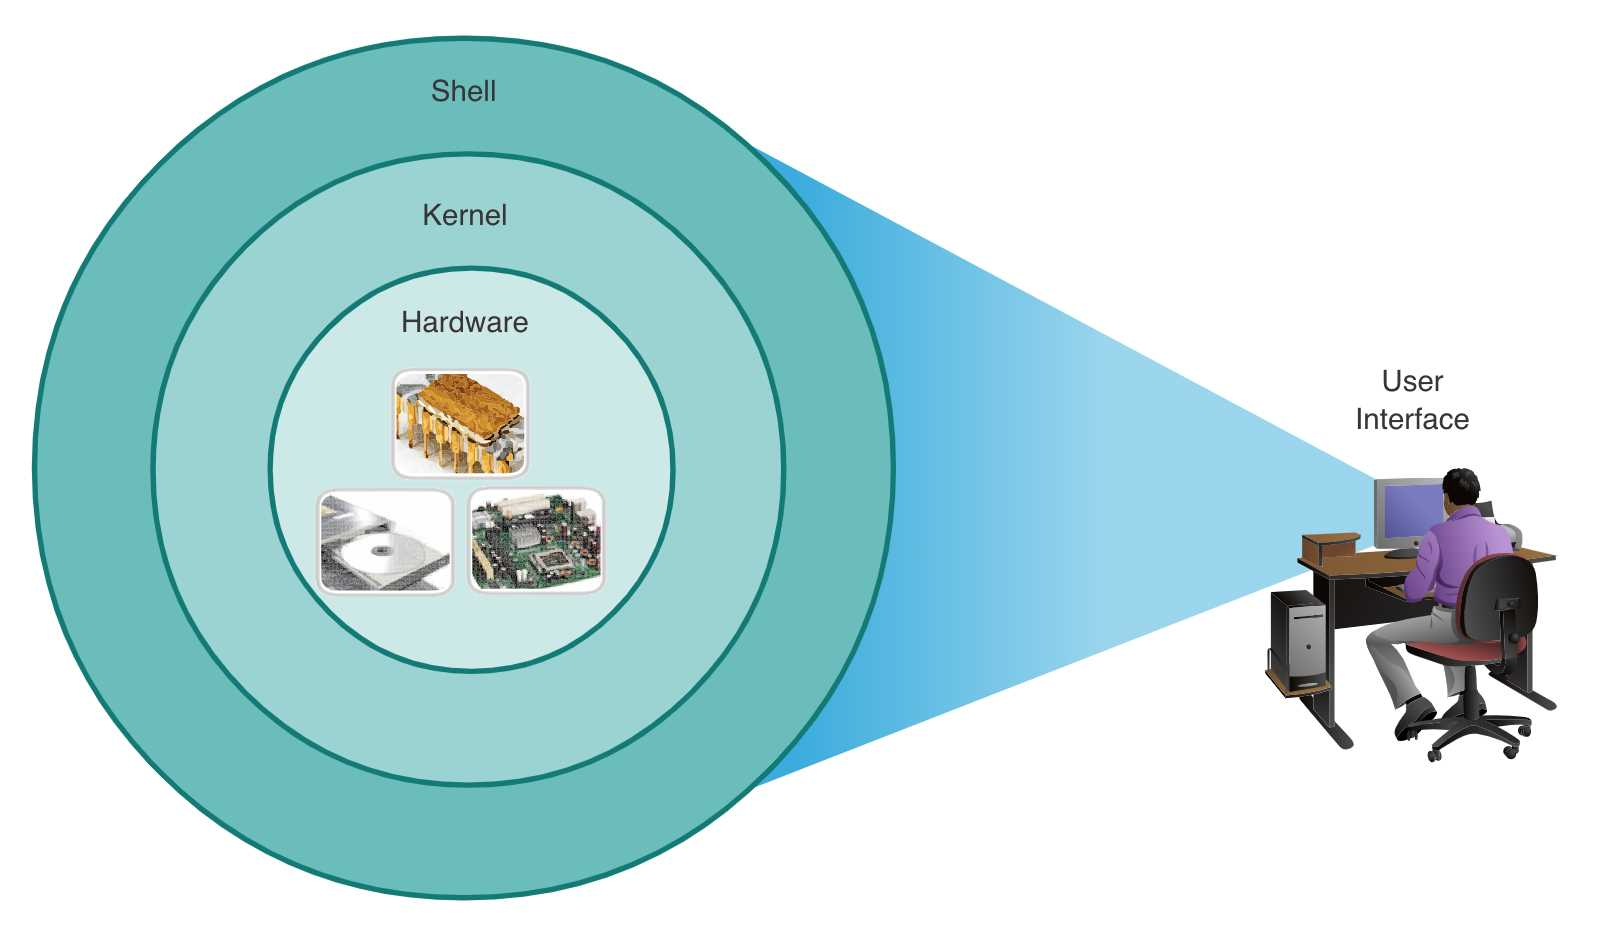 Shell
Kernel
Hardware
User
Interface